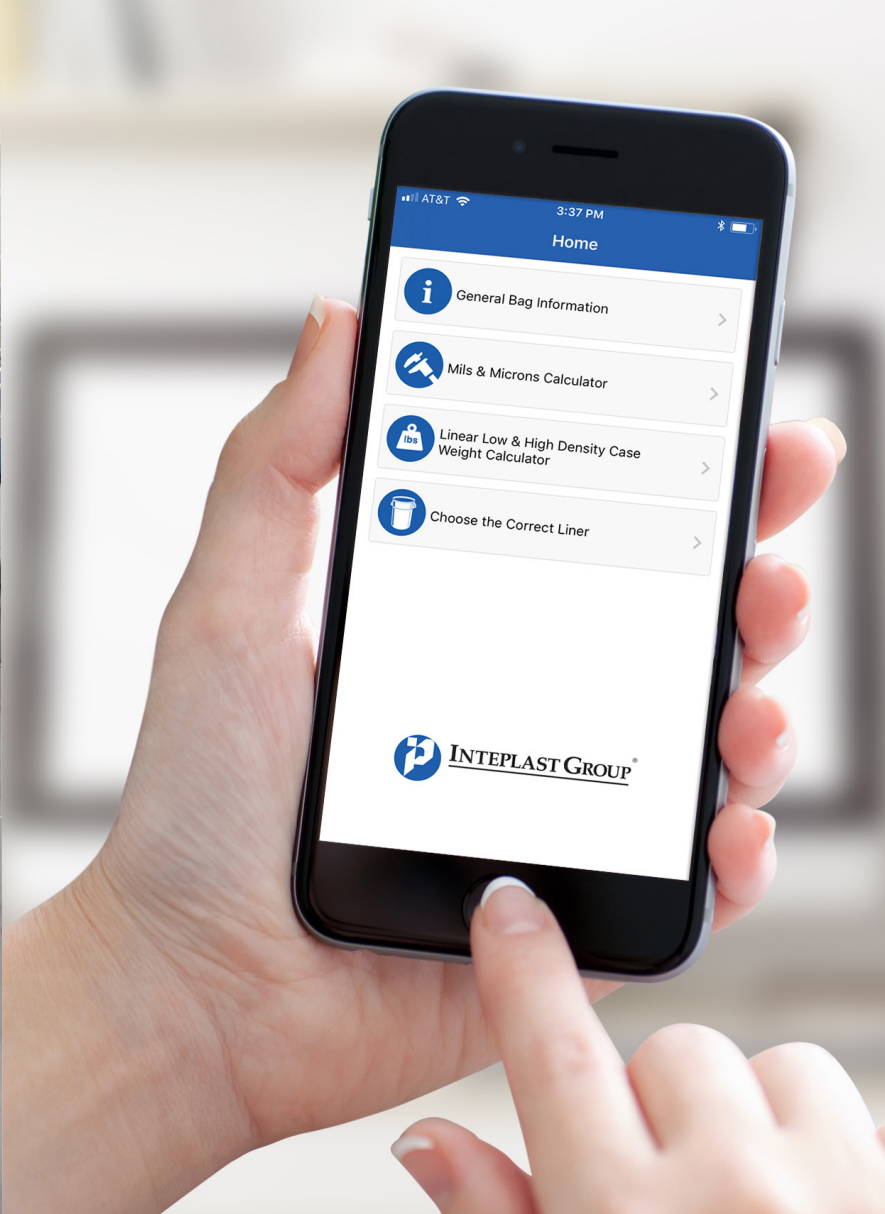 AT&T
3:37 PM
Home
i
General Bag Information
Mils & Microns Calculator
lbs
Linear Low & High Density Case
Weight Calculator
Choose the Correct Liner
INTEPLAST GROUP®